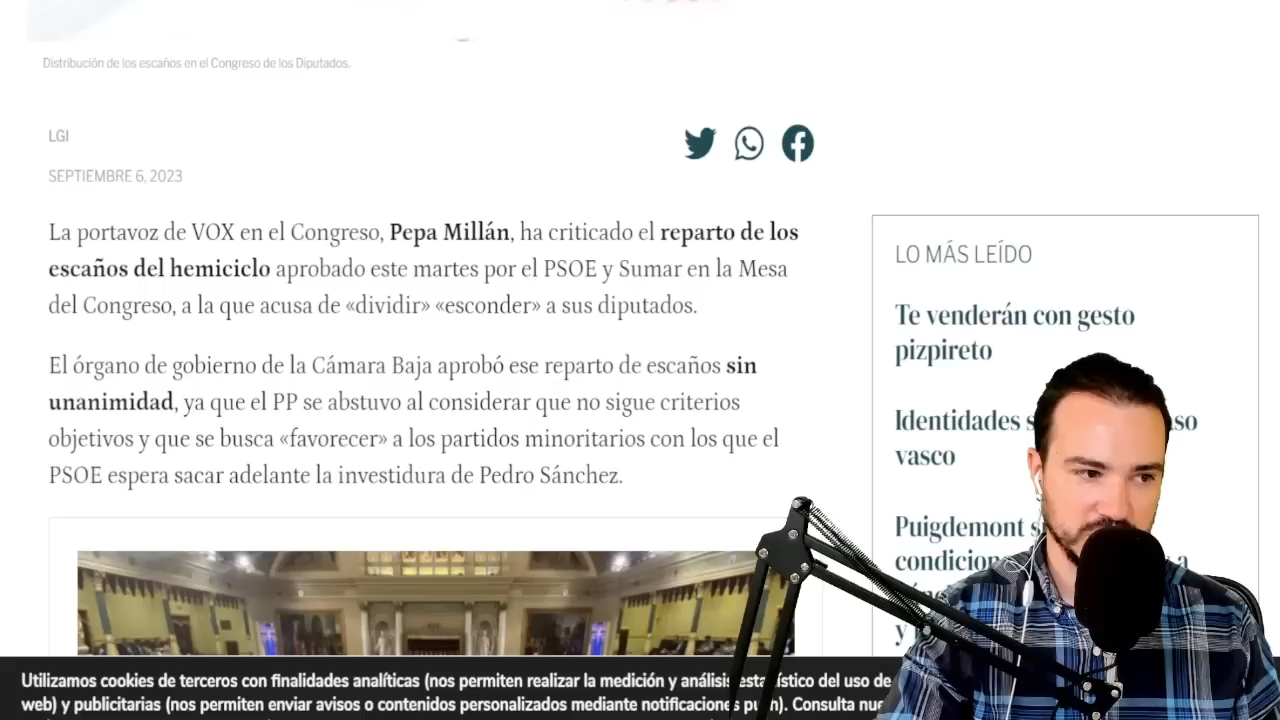 Distribución de los escaños en el Congreso de los Diputados.
LGI
SEPTIEMBRE 6, 2023
La portavoz de VOX en el Congreso, Pepa Millán, ha criticado el reparto de los
escaños del hemiciclo aprobado este martes por el PSOE y Sumar en la Mesa
del Congreso, a la que acusa de «dividir» «esconder» a sus diputados.
El órgano de gobierno de la Cámara Baja aprobó ese reparto de escaños sin
unanimidad, ya que el PP se abstuvo al considerar que no sigue criterios
objetivos y que se busca «favorecer» a los partidos minoritarios con los que el
PSOE espera sacar adelante la investidura de Pedro Sánchez.
LO MÁS LEÍDO
Te venderán con gesto
pizpireto
Identidades
vasco
Puigdemont
Utilizamos cookies de terceros con finalidades analíticas (nos permiten realizar la medición y análisis estadístico del uso de
web) y publicitarias (nos permiten enviar avisos o contenidos personalizados mediante notificaciones push). Consulta